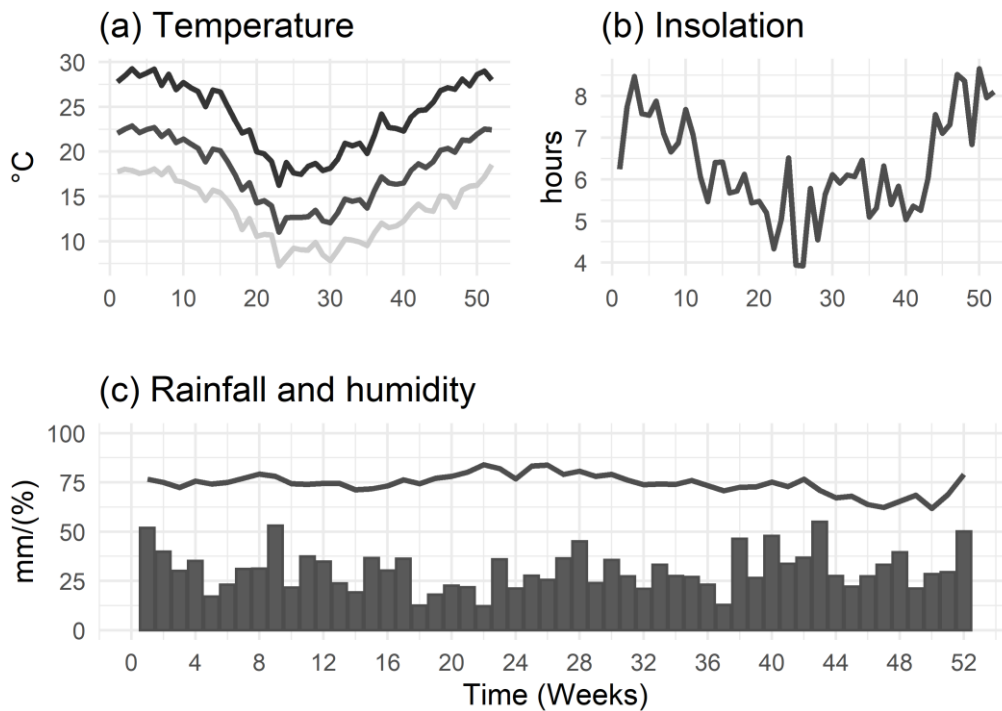 (a) Temperature
(b) Insolation
°C
30
25
20
15
10
0 10 20 30 40 50
hours
8
7
6
5
4
0 10 20 30 40 50
(c) Rainfall and humidity
mm/(%)
100
75
50
25
0
0 4 8 12 16 20 24 28 32 36 40 44 48 52
Time (Weeks)